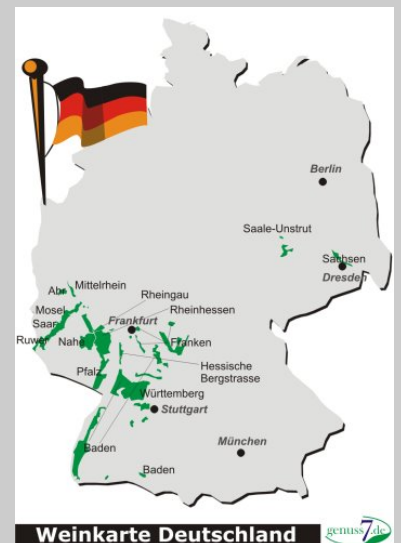 Berlin
Saale-Unstrut
Sachsen
Dresden
Ahr
Mittelrhein
Rheingau
Mosel
Saar
Ruwer
Rheinhessen
Frankfurt
Nahe
Franken
Hessische
Bergstrasse
Pfalz
Württemberg
Stuttgart
München
Baden
Baden
Weinkarte Deutschland
genuss7.de